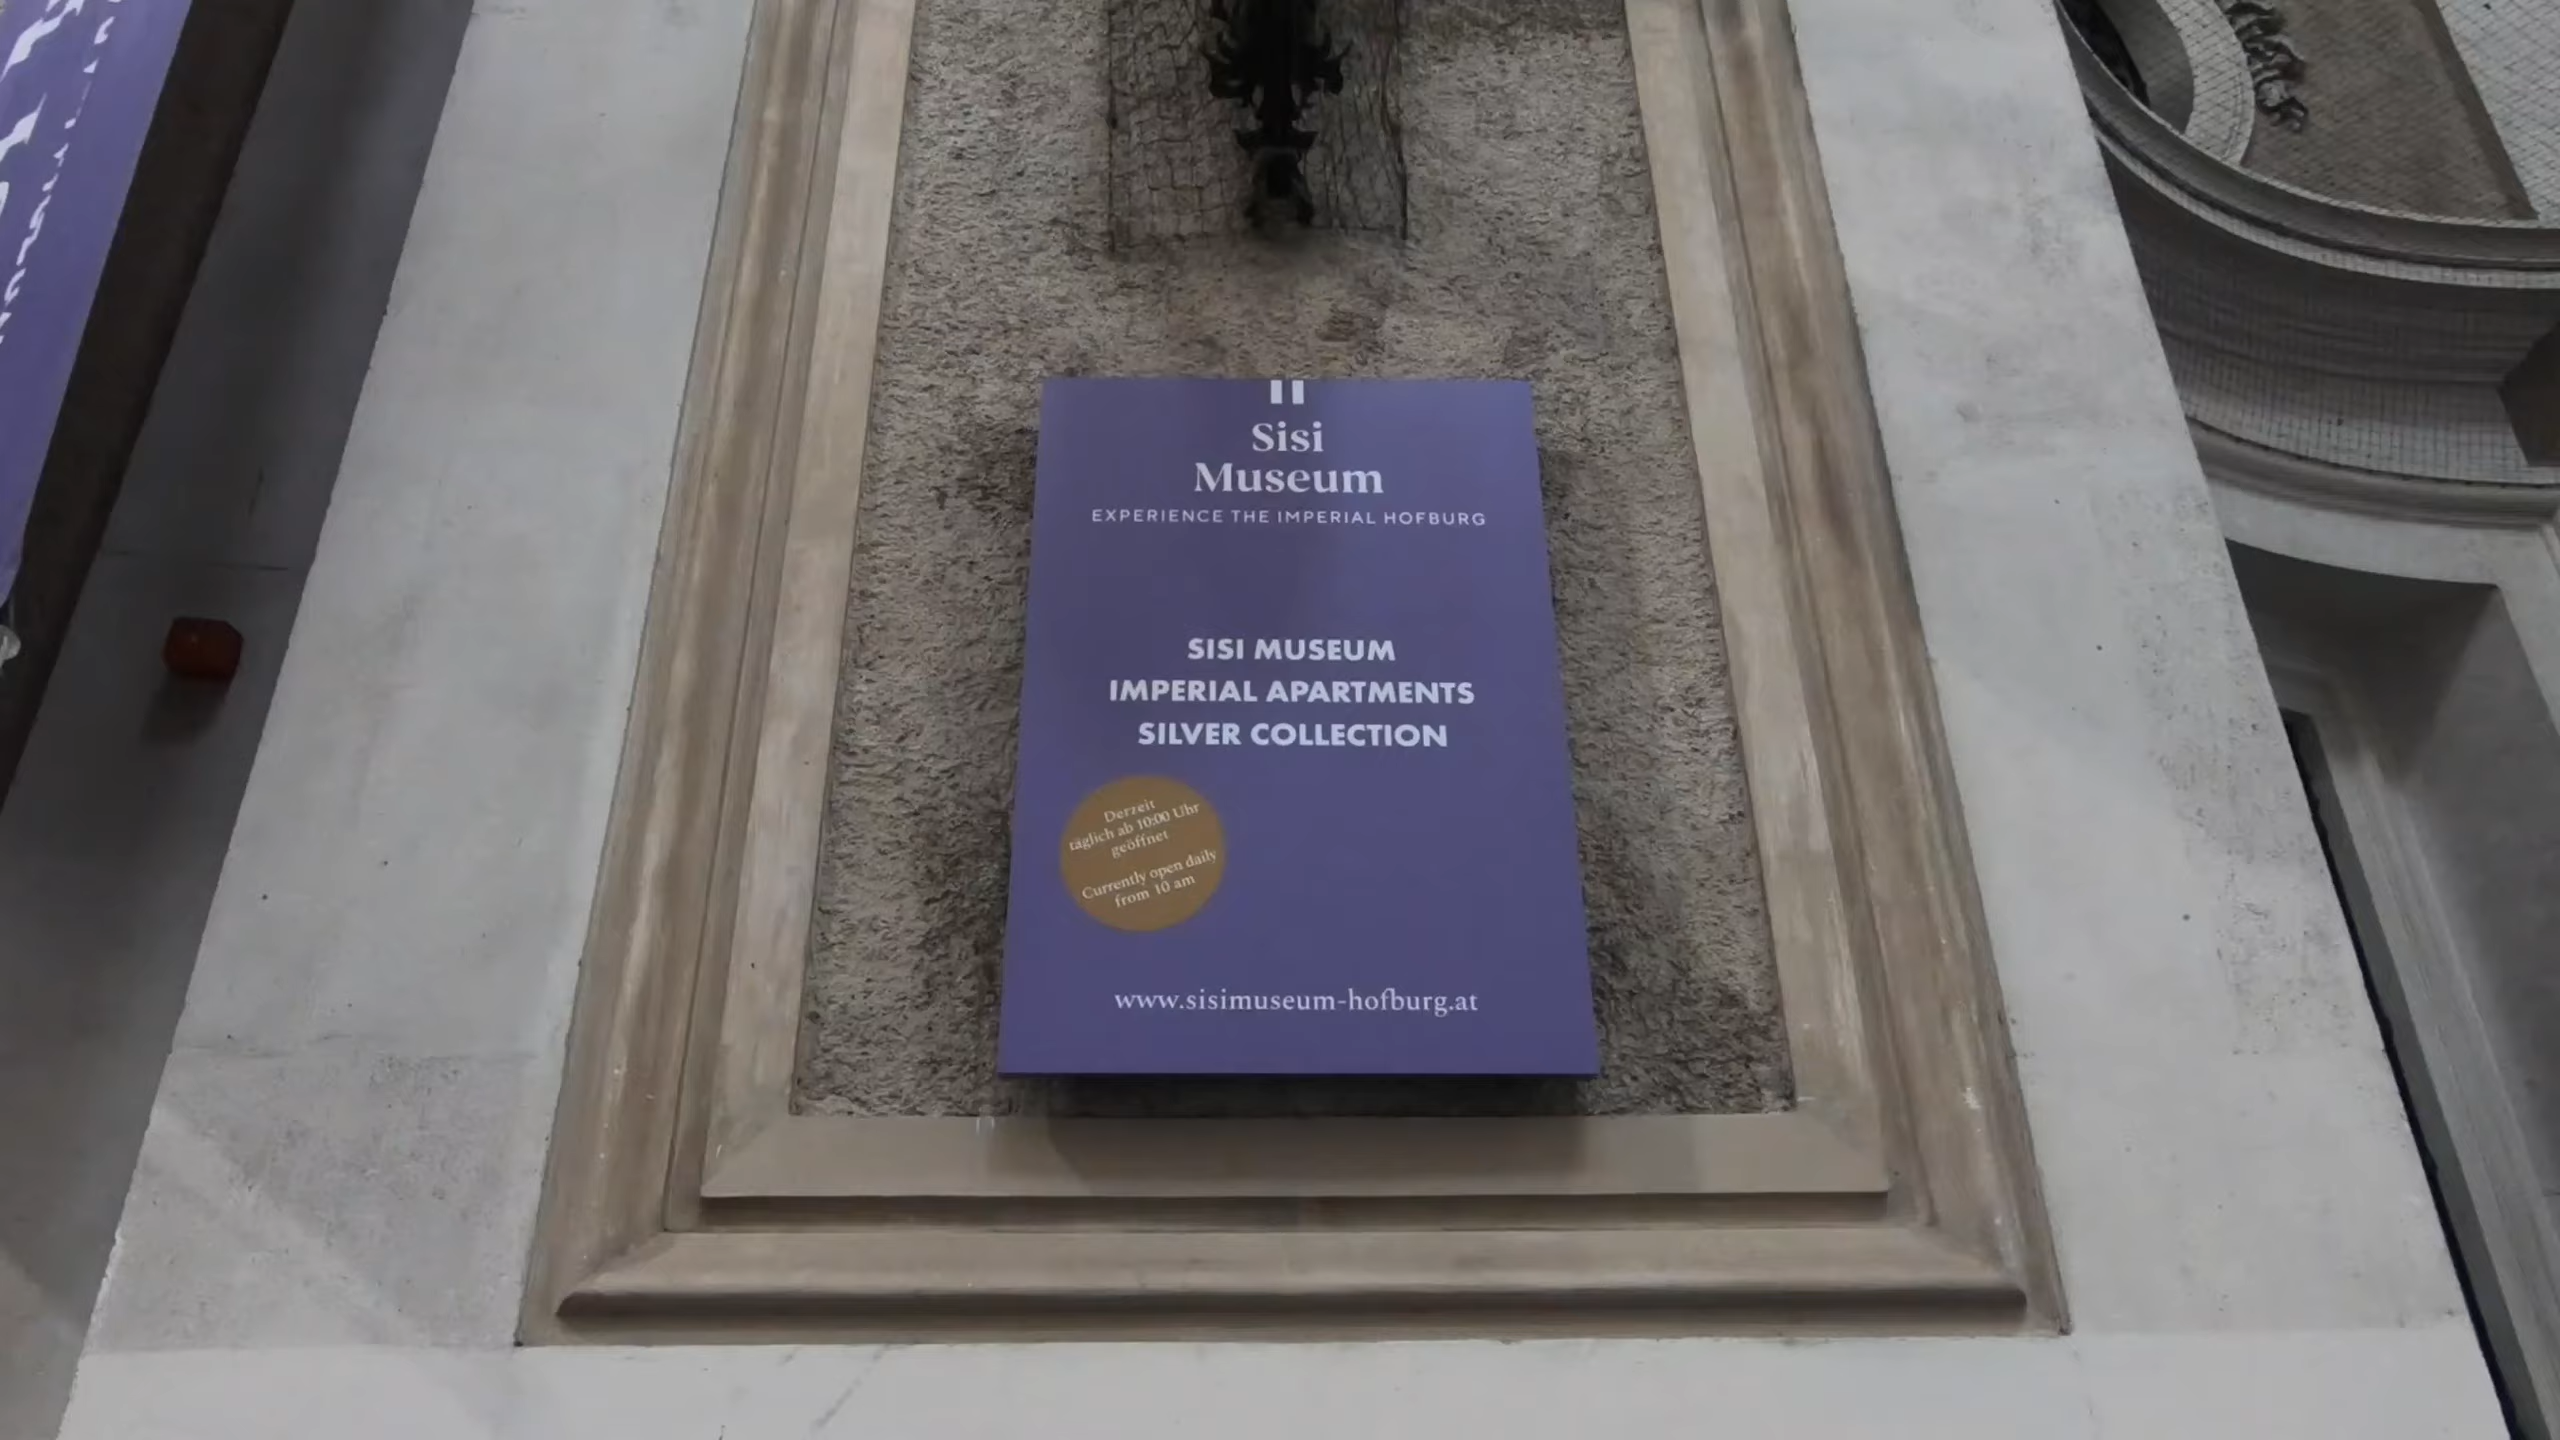 Sisi
Museum
EXPERIENCE THE IMPERIAL HOFBURG
SISI MUSEUM
IMPERIAL APARTMENTS
SILVER COLLECTION
Derzeit
täglich ab 10:00 Uhr
geöffnet
Currently open daily
from 10 am
www.sisimuseum-hofburg.at